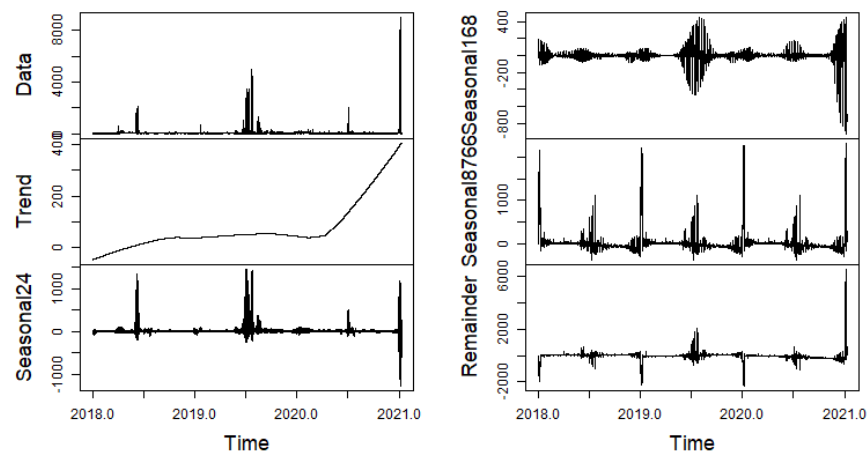 Data
0 4000 8000
Trend
0 200 400
Seasonal24
-1000 0 1000
2018.0 2019.0 2020.0 2021.0
Time
Seasonal168
-800 -200 400
Seasonal8766
0 1000
Remainder
-2000 2000 6000
2018.0 2019.0 2020.0 2021.0
Time